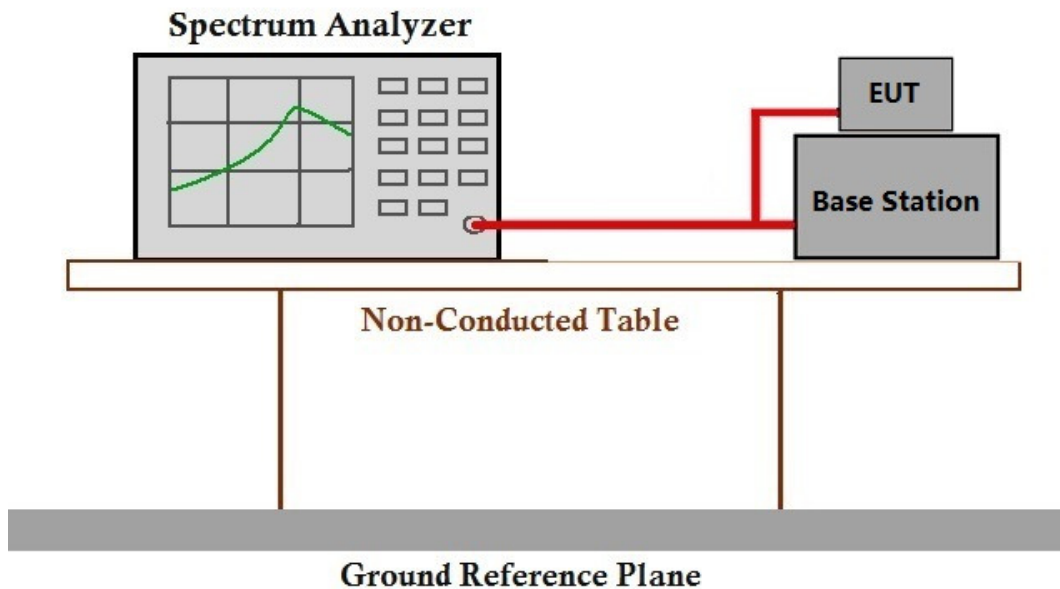 Spectrum Analyzer
EUT
Base Station
Non-Conducted Table
Ground Reference Plane